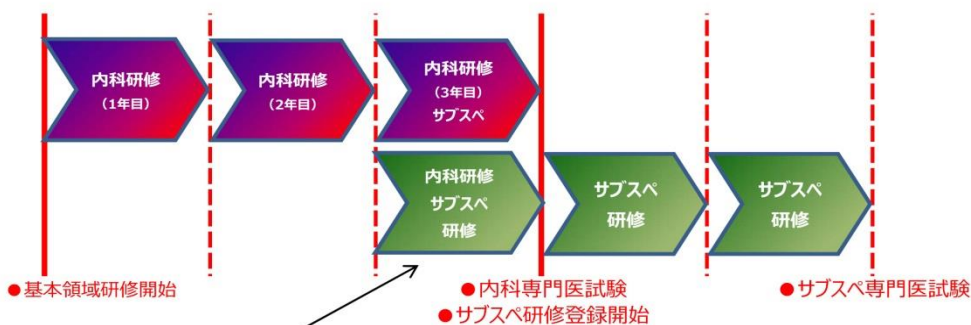 内科研修
（1年目）
内科研修
（2年目）
内科研修
（3年目）
サブスペ
内科研修
サブスペ
研修
サブスペ
研修
サブスペ
研修
●基本領域研修開始
●内科専門医試験
●サブスペ研修登録開始
●サブスペ専門医試験